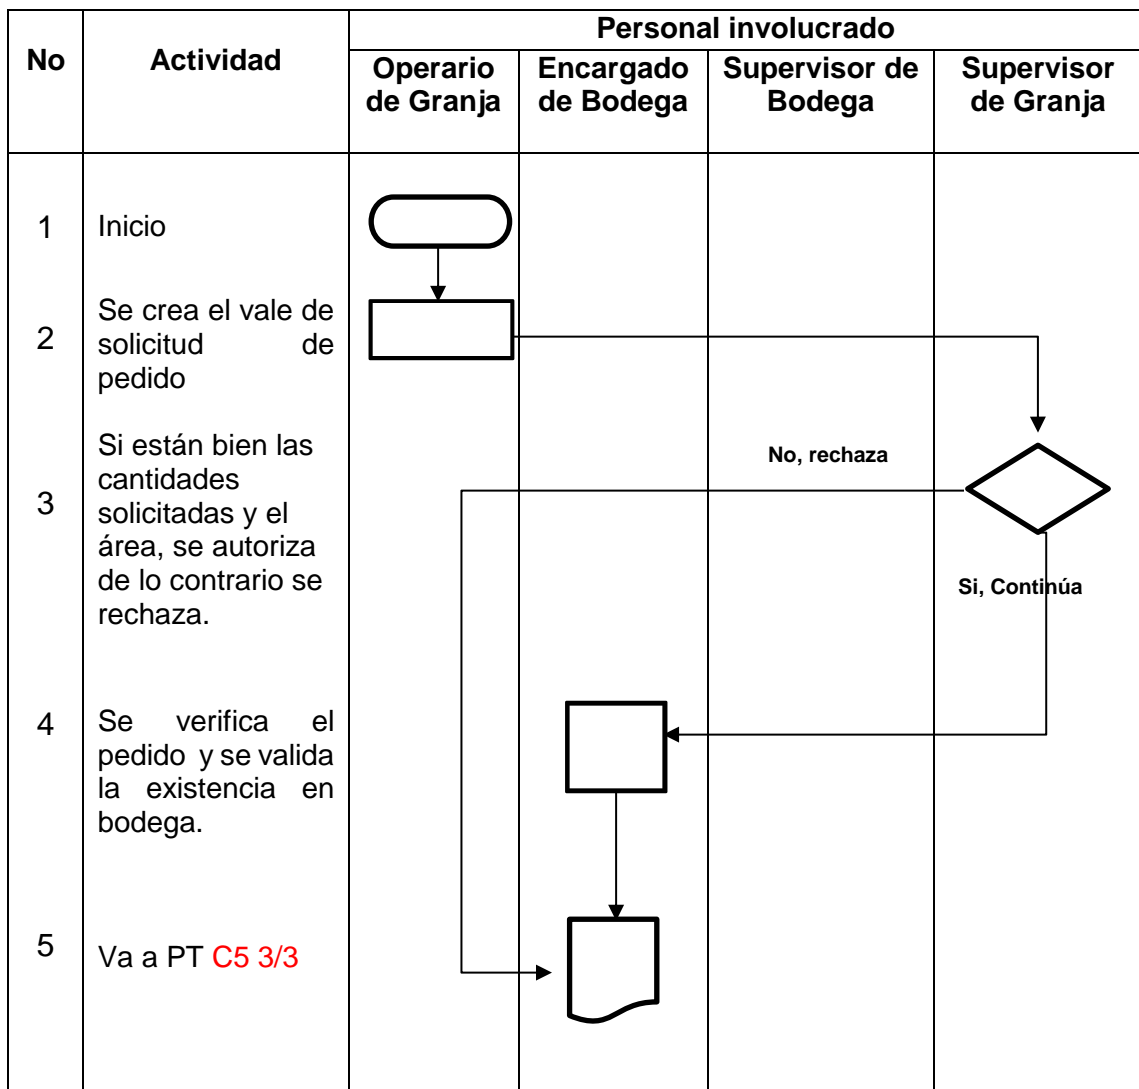 Personal involucrado
No
Actividad
Operario
de Granja
Encargado
de Bodega
Supervisor de
Bodega
Supervisor
de Granja
1
Inicio
2
Se crea el vale de
solicitud de
pedido
3
Si están bien las
cantidades
solicitadas y el
área, se autoriza
de lo contrario se
rechaza.
No, rechaza
Si, Continúa
4
Se verifica el
pedido y se valida
la existencia en
bodega.
5
Va a PT C5 3/3